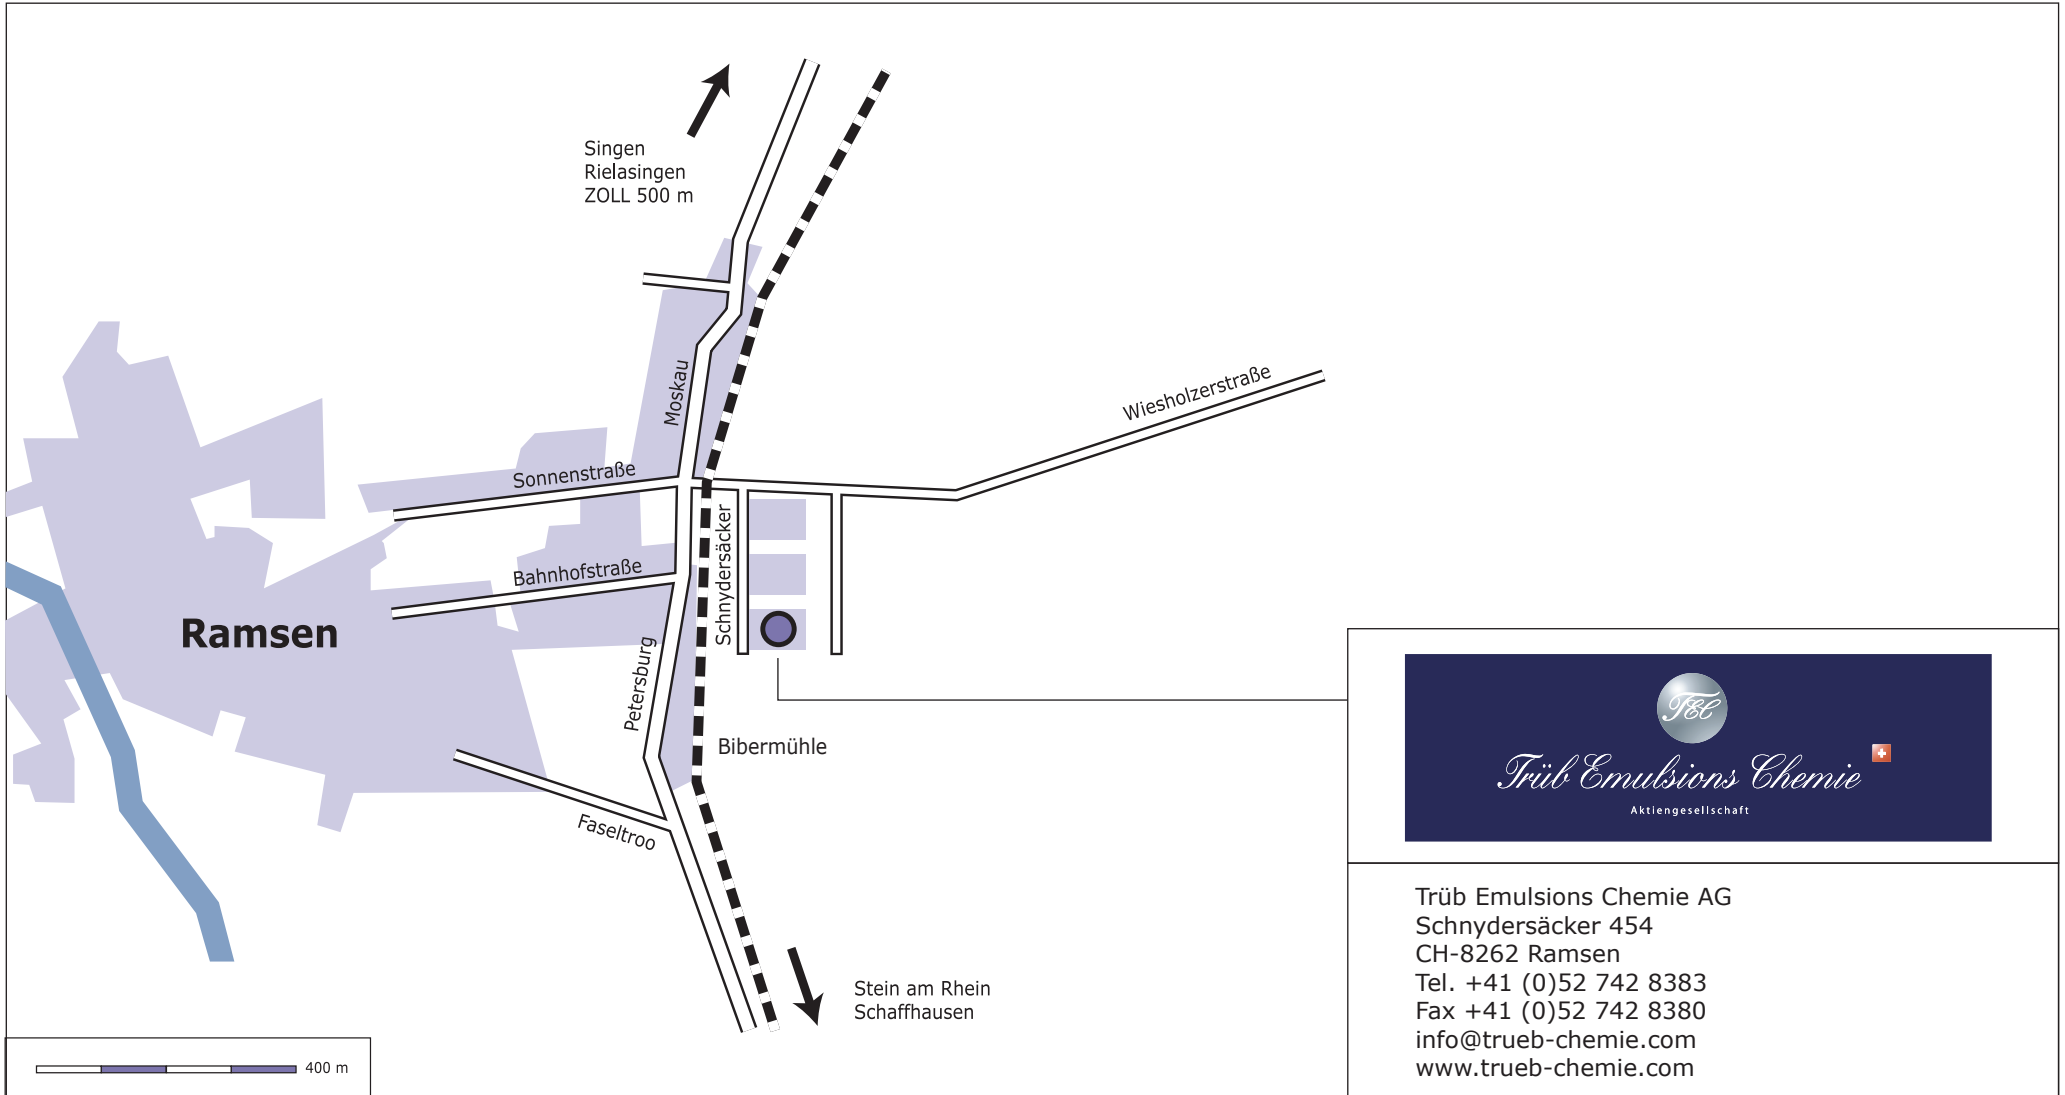 Singen
Rielasingen
ZOLL 500 m
Moskau
Wiesholzerstraße
Sonnenstraße
Schnydersäcker
Bahnhofstraße
Ramsen
Petersburg
Bibermühle
Faseltroo
Stein am Rhein
Schaffhausen
400 m
TEC
Trüb Emulsions Chemie
Aktiengesellschaft
Trüb Emulsions Chemie AG
Schnydersäcker 454
CH-8262 Ramsen
Tel. +41 (0)52 742 8383
Fax +41 (0)52 742 8380
info@trueb-chemie.com
www.trueb-chemie.com